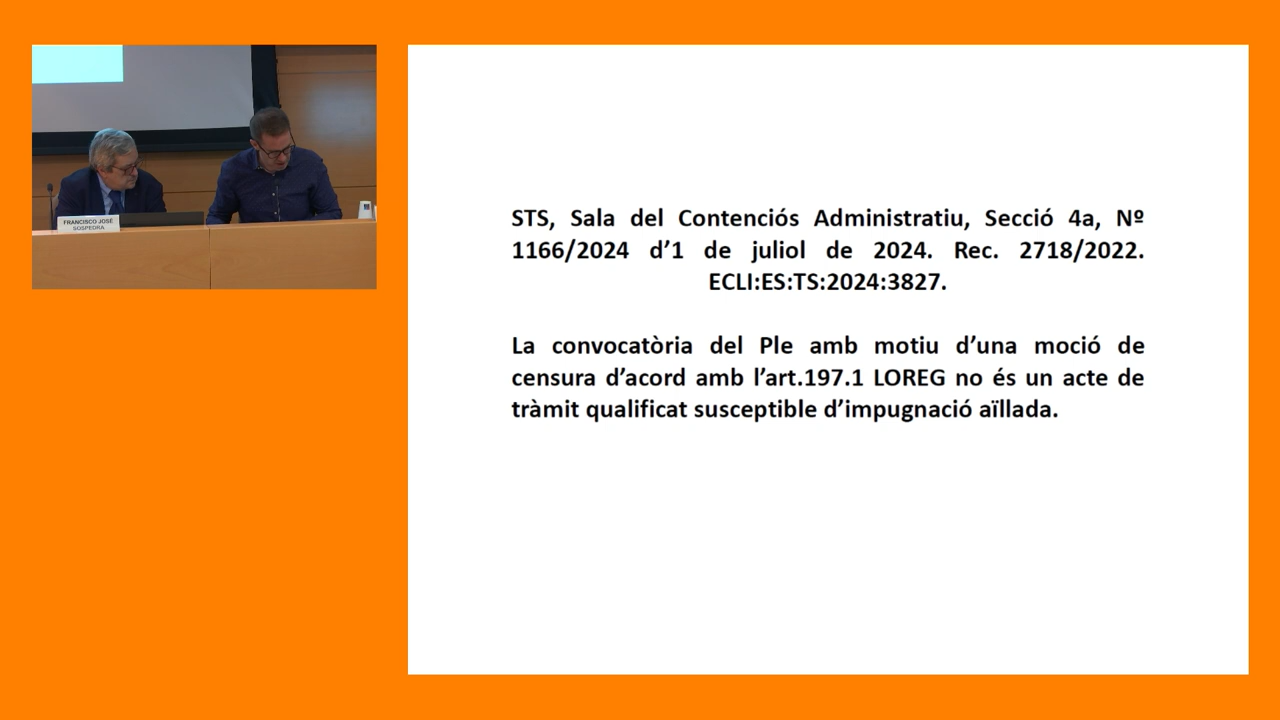 FRANCISCO JOSÉ
SOSPEDRA
STS, Sala del Contenciós Administratiu, Secció 4a, Nº
1166/2024 d’1 de juliol de 2024. Rec. 2718/2022.
ECLI:ES:TS:2024:3827.
La convocatòria del Ple amb motiu d’una moció de
censura d’acord amb l’art.197.1 LOREG no és un acte de
tràmit qualificat susceptible d’impugnació aïllada.